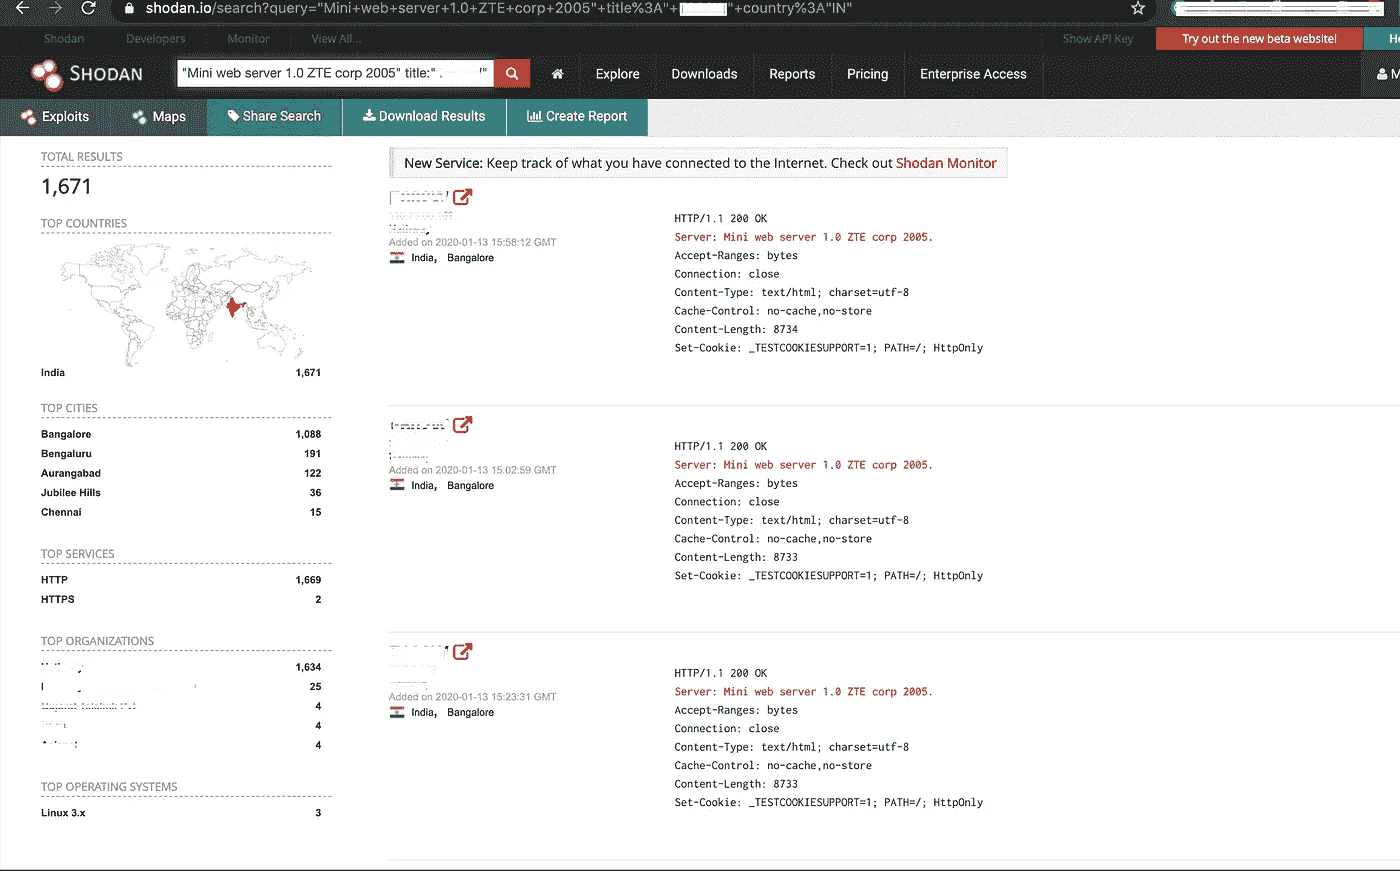 shodan.io/search?query="Mini+web+server+1.0+ZTE+corp+2005"+title%3A"+ "+country%3A"IN"
Shodan Developers Monitor View All... Show API Key Try out the new beta website!
SHODAN "Mini web server 1.0 ZTE corp 2005" title:" Explore Downloads Reports Pricing Enterprise Access
Exploits Maps Share Search Download Results Create Report
TOTAL RESULTS
1,671
TOP COUNTRIES
India 1,671
TOP CITIES
Bangalore 1,088
Bengaluru 191
Aurangabad 122
Jubilee Hills 36
Chennai 15
TOP SERVICES
HTTP 1,669
HTTPS 2
TOP ORGANIZATIONS
1,634
25
4
4
4
TOP OPERATING SYSTEMS
Linux 3.x 3
New Service: Keep track of what you have connected to the Internet. Check out Shodan Monitor
Added on 2020-01-13 15:58:12 GMT
India, Bangalore
HTTP/1.1 200 OK
Server: Mini web server 1.0 ZTE corp 2005.
Accept-Ranges: bytes
Connection: close
Content-Type: text/html; charset=utf-8
Cache-Control: no-cache,no-store
Content-Length: 8734
Set-Cookie: _TESTCOOKIESUPPORT=1; PATH=/; HttpOnly
Added on 2020-01-13 15:02:59 GMT
India, Bangalore
HTTP/1.1 200 OK
Server: Mini web server 1.0 ZTE corp 2005.
Accept-Ranges: bytes
Connection: close
Content-Type: text/html; charset=utf-8
Cache-Control: no-cache,no-store
Content-Length: 8733
Set-Cookie: _TESTCOOKIESUPPORT=1; PATH=/; HttpOnly
Added on 2020-01-13 15:23:31 GMT
India, Bangalore
HTTP/1.1 200 OK
Server: Mini web server 1.0 ZTE corp 2005.
Accept-Ranges: bytes
Connection: close
Content-Type: text/html; charset=utf-8
Cache-Control: no-cache,no-store
Content-Length: 8733
Set-Cookie: _TESTCOOKIESUPPORT=1; PATH=/; HttpOnly